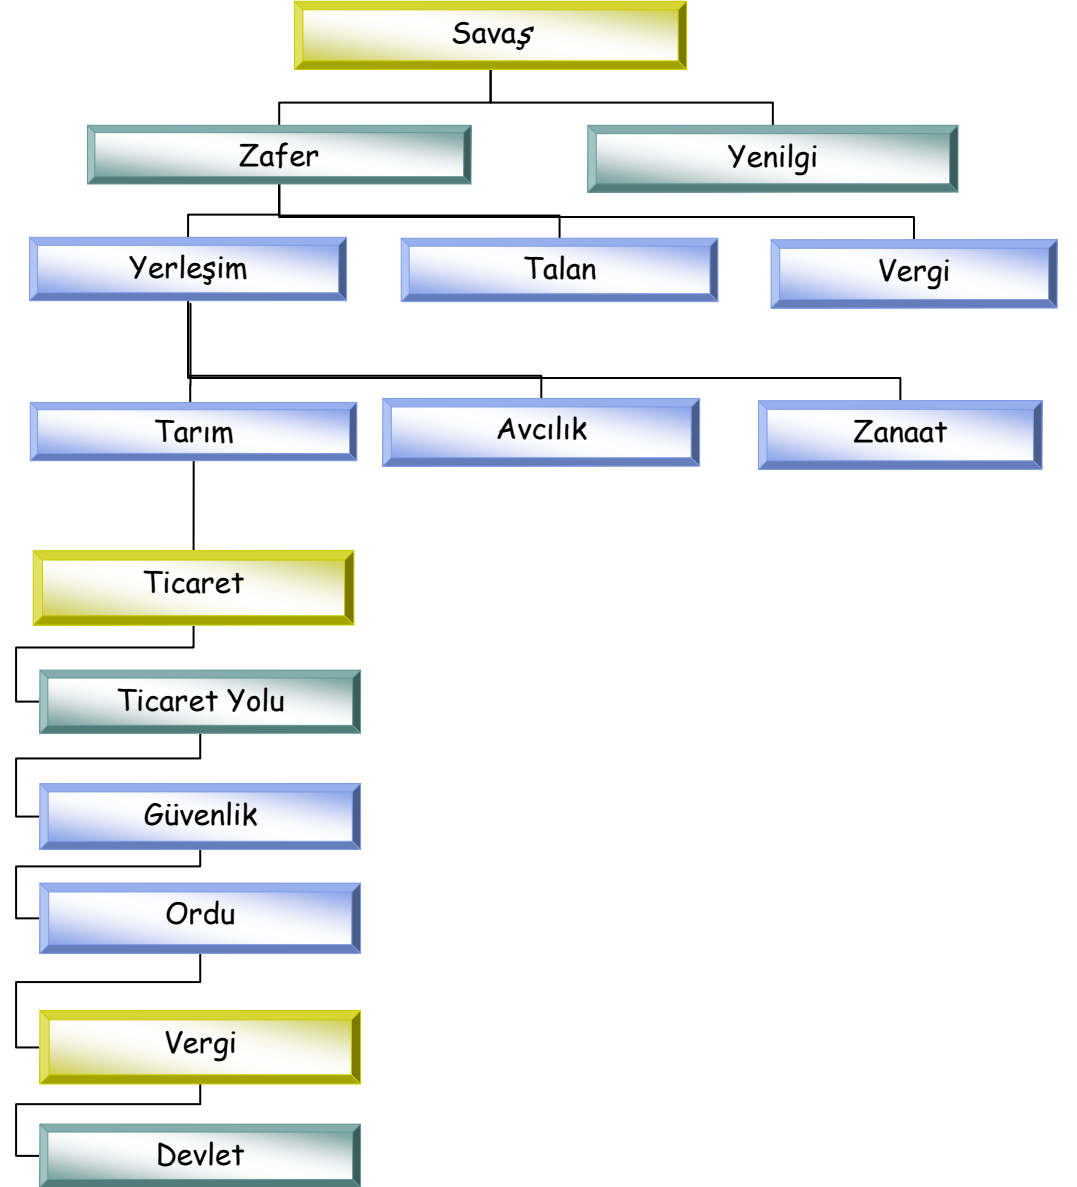 Savaş
Zafer
Yenilgi
Yerleşim
Talan
Vergi
Tarım
Avcılık
Zanaat
Ticaret
Ticaret Yolu
Güvenlik
Ordu
Vergi
Devlet